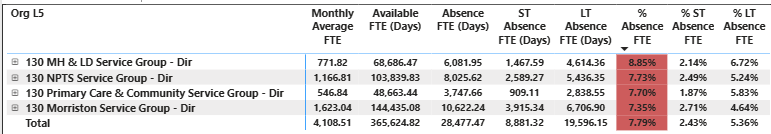 Org L5 Monthly Average FTE Available FTE (Days) Absence FTE (Days) ST Absence FTE (Days) LT Absence FTE (Days) % Absence FTE % ST Absence FTE % LT Absence FTE
130 MH & LD Service Group - Dir 771.82 68,686.47 6,081.95 1,467.59 4,614.36 8.85% 2.14% 6.72%
130 NPTS Service Group - Dir 1,166.81 103,839.83 8,025.62 2,589.27 5,436.35 7.73% 2.49% 5.24%
130 Primary Care & Community Service Group - Dir 546.84 48,663.44 3,747.66 909.11 2,838.55 7.70% 1.87% 5.83%
130 Morriston Service Group - Dir 1,623.04 144,435.08 10,622.24 3,915.34 6,706.90 7.35% 2.71% 4.64%
Total 4,108.51 365,624.82 28,477.47 8,881.32 19,596.15 7.79% 2.43% 5.36%